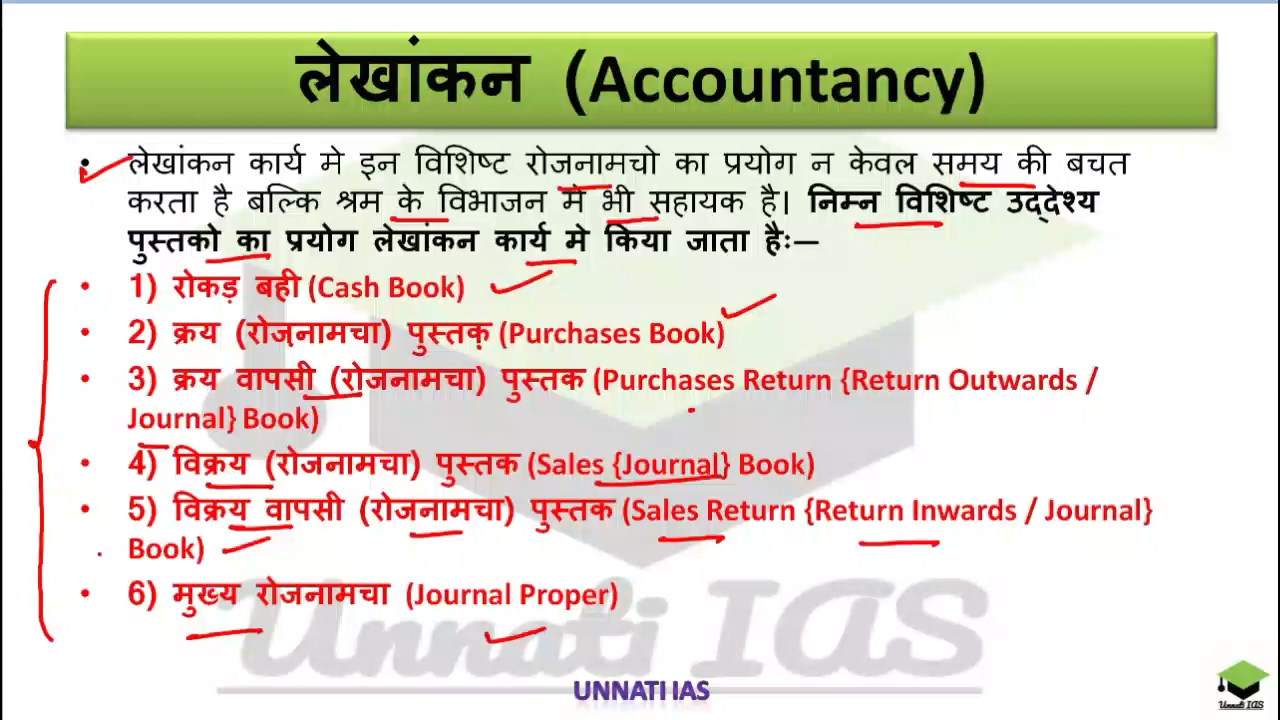 लेखांकन (Accountancy)
• लेखांकन कार्य मे इन विशिष्ट रोजनामचो का प्रयोग न केवल समय की बचत
करता है बल्कि श्रम के विभाजन में भी सहायक है। निम्न विशिष्ट उद्देश्य
पुस्तको का प्रयोग लेखांकन कार्य मे किया जाता हैः—
• 1) रोकड़ बही (Cash Book)
• 2) क्रय (रोजनामचा) पुस्तक (Purchases Book)
• 3) क्रय वापसी (रोजनामचा) पुस्तक (Purchases Return {Return Outwards /
Journal} Book)
• 4) विक्रय (रोजनामचा) पुस्तक (Sales {Journal} Book)
• 5) विक्रय वापसी (रोजनामचा) पुस्तक (Sales Return {Return Inwards / Journal}
Book)
• 6) मुख्य रोजनामचा (Journal Proper)
Unnati IAS
UNNATI IAS
Unnati IAS